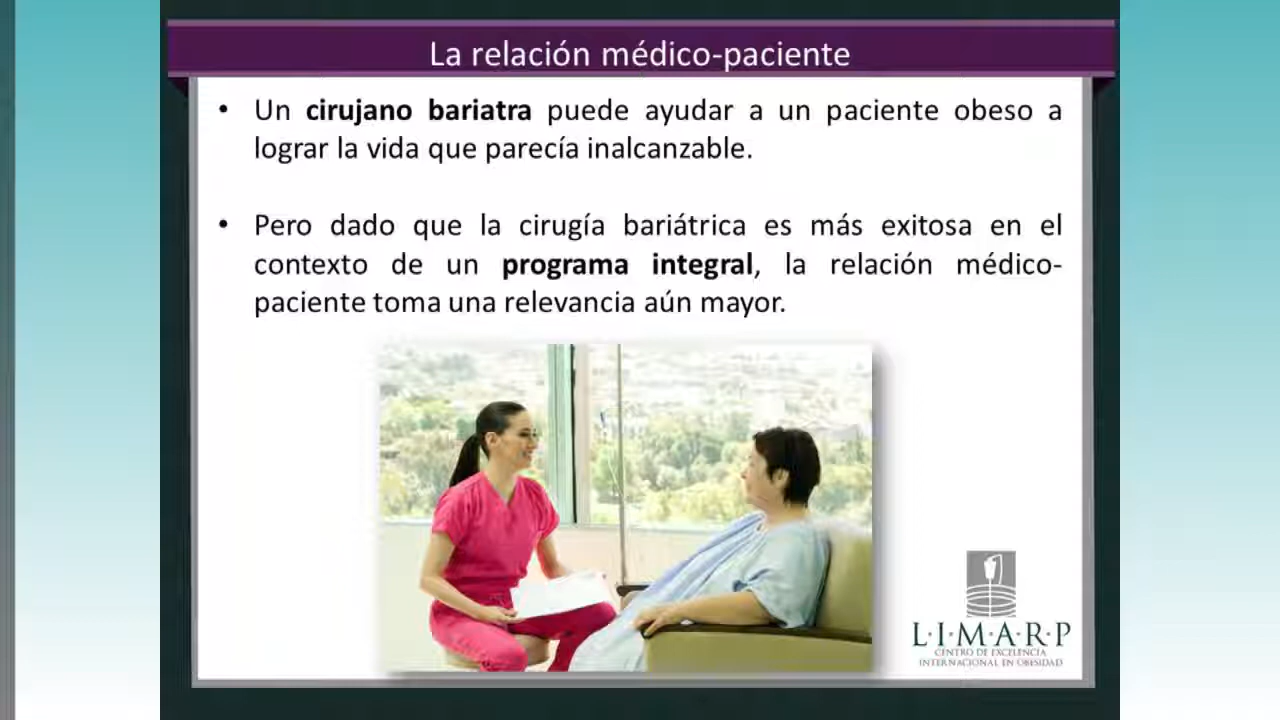 La relación médico-paciente
• Un cirujano bariatra puede ayudar a un paciente obeso a
lograr la vida que parecía inalcanzable.
• Pero dado que la cirugía bariátrica es más exitosa en el
contexto de un programa integral, la relación médico-
paciente toma una relevancia aún mayor.
L·I·M·A·R·P
CENTRO DE EXCELENCIA
INTERNACIONAL EN OBESIDAD